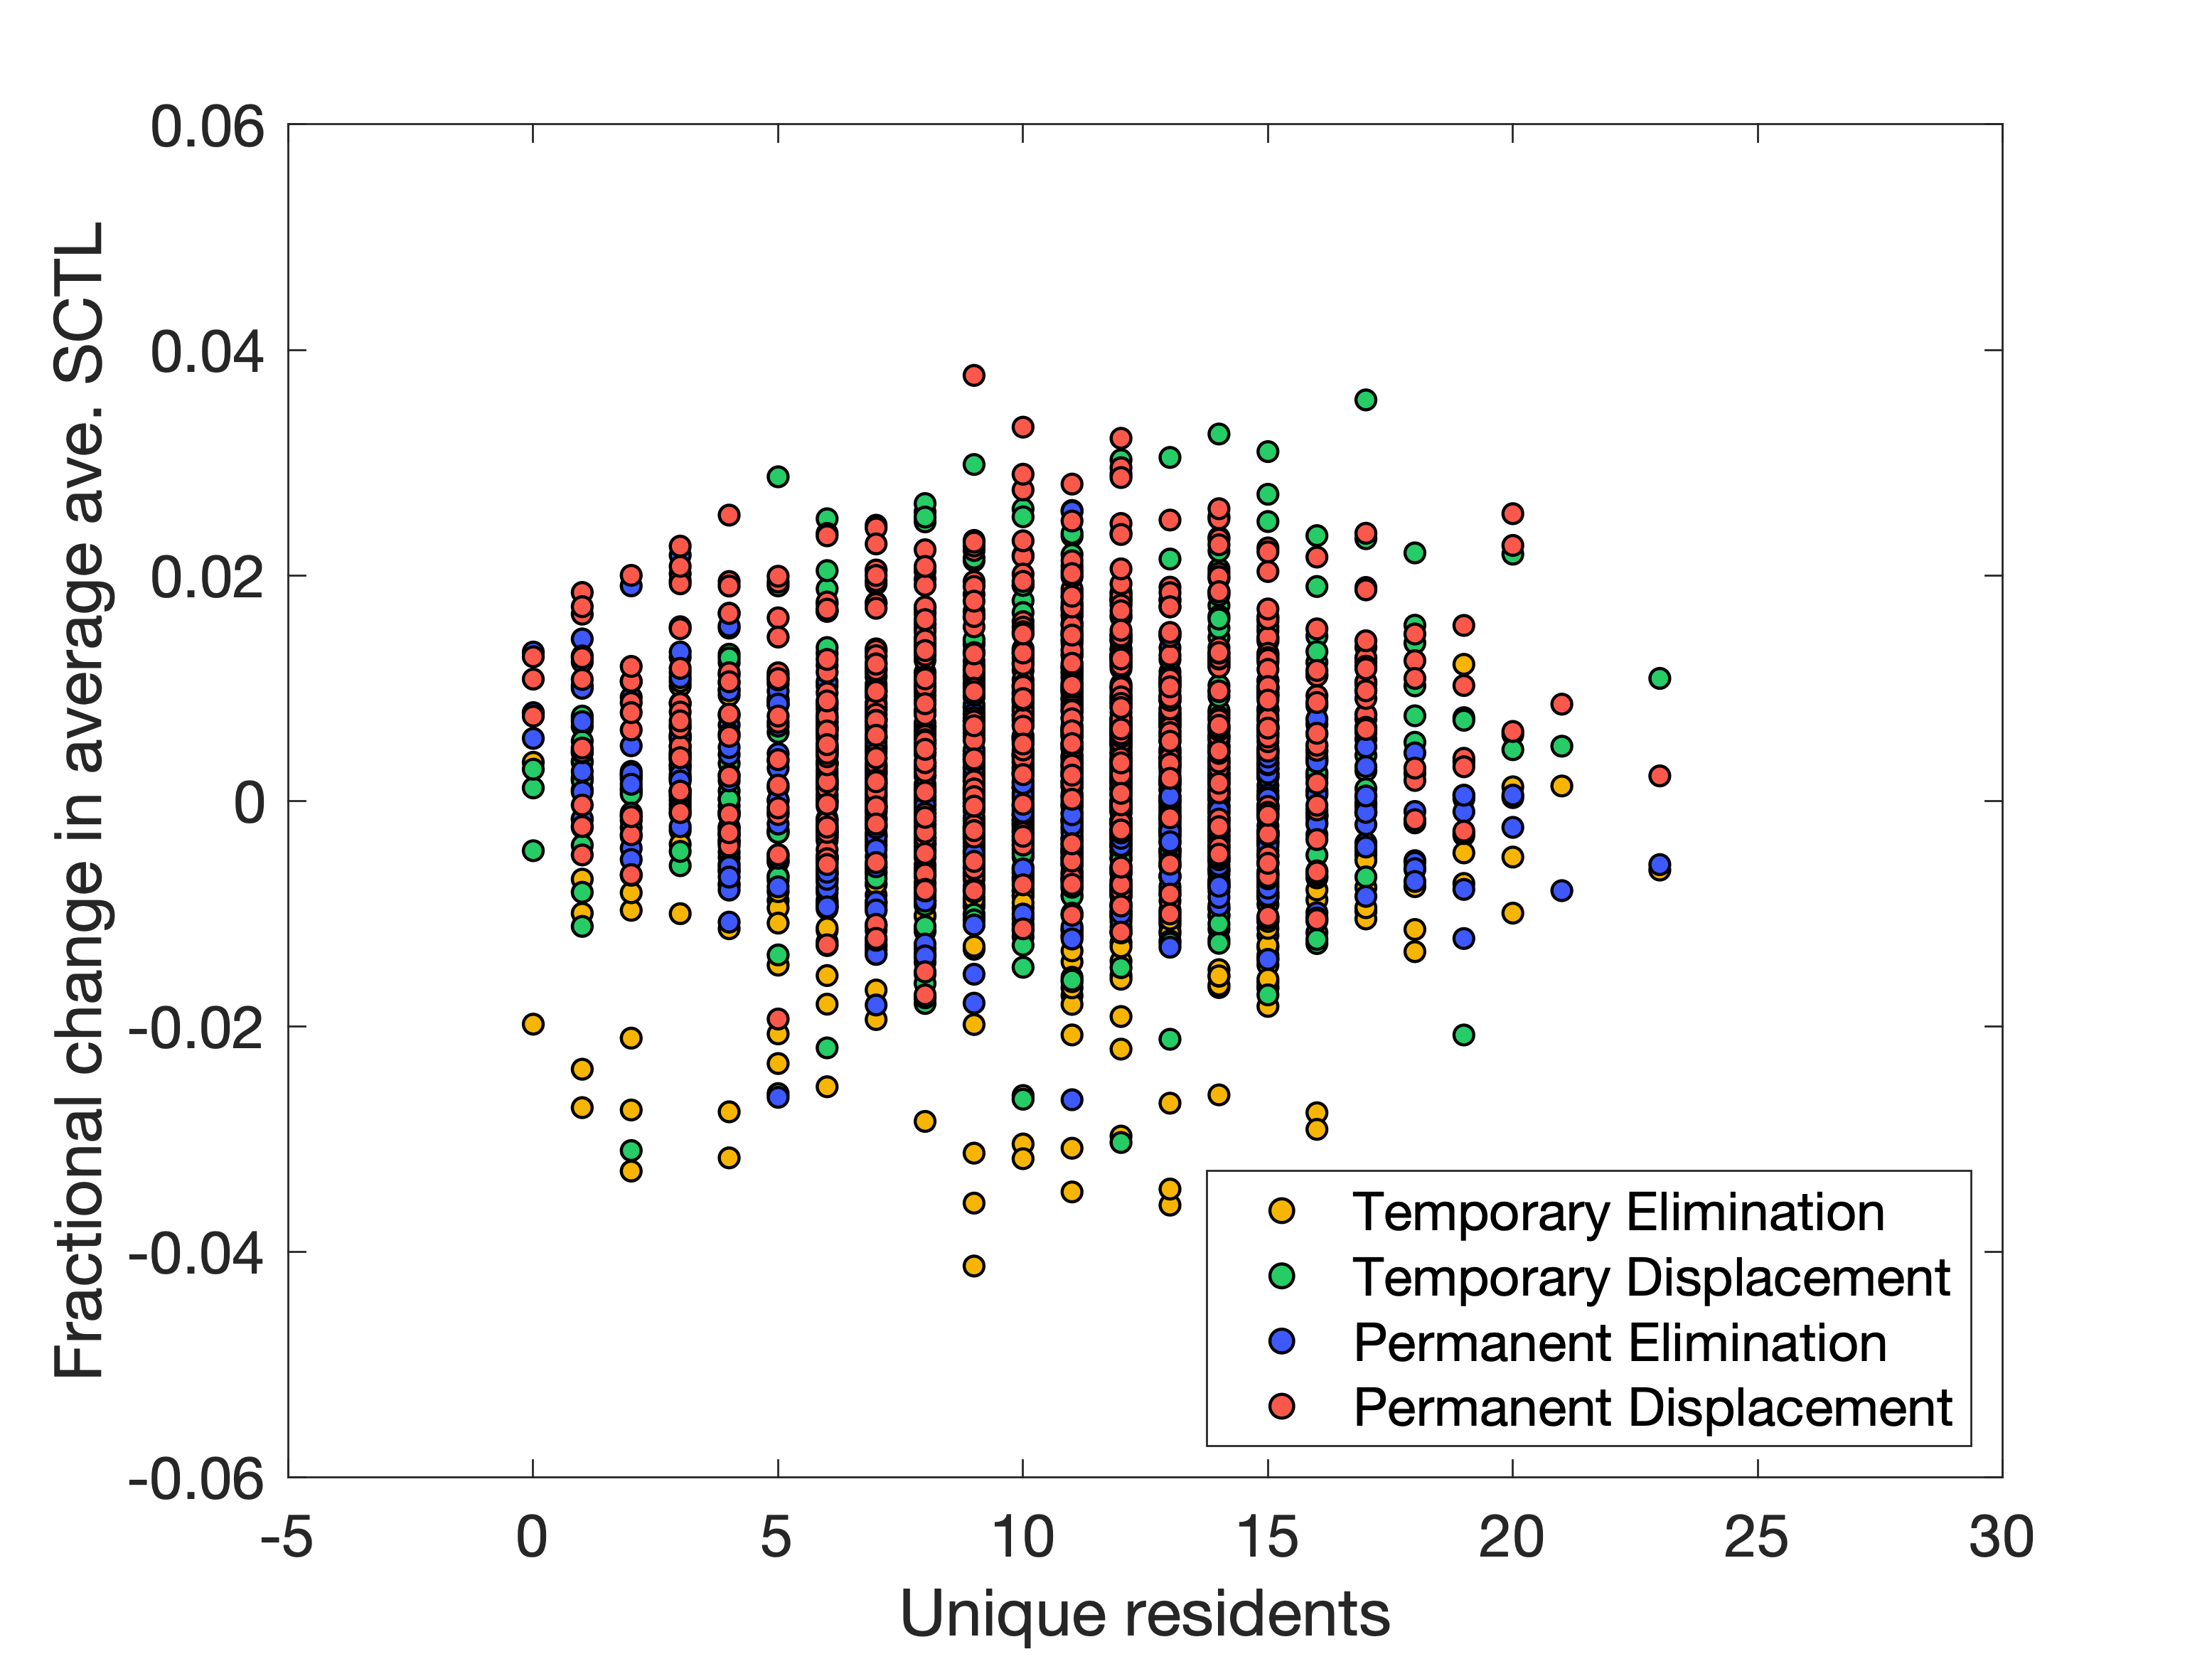 0.06
0.04
0.02
0
-0.02
-0.04
-0.06
Fractional change in average ave. SCTL
-5 0 5 10 15 20 25 30
Unique residents
Temporary Elimination
Temporary Displacement
Permanent Elimination
Permanent Displacement